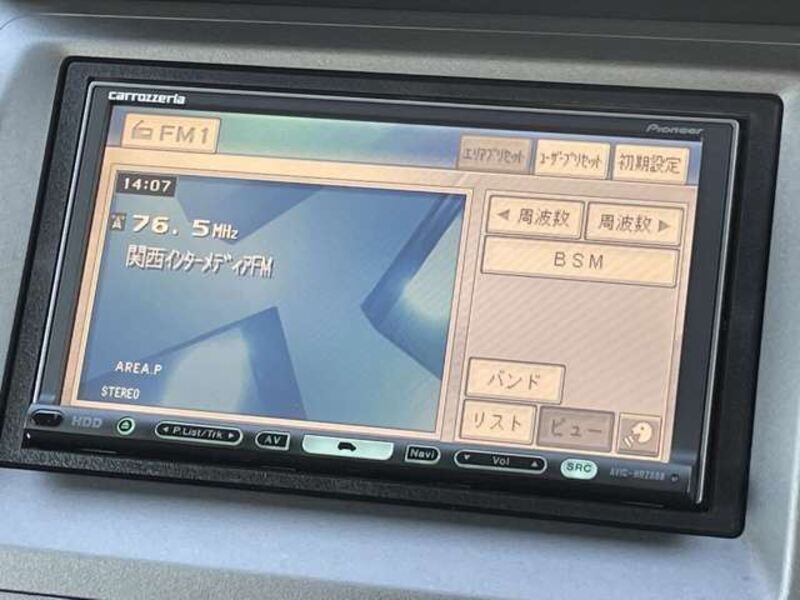 carrozzeria
Pioneer
FM1
エリアプリセット ユーザープリセット 初期設定
14:07
76.5MHz
関西インターメディアFM
◀ 周波数 周波数 ▶
BSM
AREA.P
STEREO
バンド
リスト ビュー
HDD ◀ P.List/Trk ▶ AV Navi ▼ Vol ▲ SRC